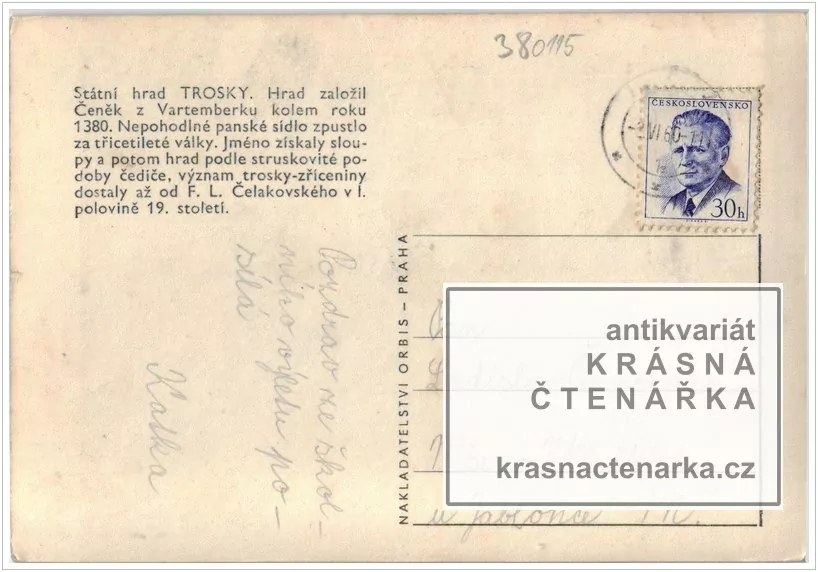 380115
Státní hrad TROSKY. Hrad založil
Čeněk z Vartemberku kolem roku
1380. Nepohodlné panské sídlo zpustlo
za třicetileté války. Jméno získaly slou-
py a potom hrad podle struskovité po-
doby čediče, význam trosky-zříceniny
dostaly až od F. L. Čelakovského v I.
polovině 19. století.
ČESKOSLOVENSKO
30h
VI 60
Pozdrav ze škol-
ního výletu po-
sílá
Katka
NAKLADATELSTVÍ ORBIS – PRAHA
antikvariát
KRÁSNÁ
ČTENÁŘKA
krasnactenarka.cz
u